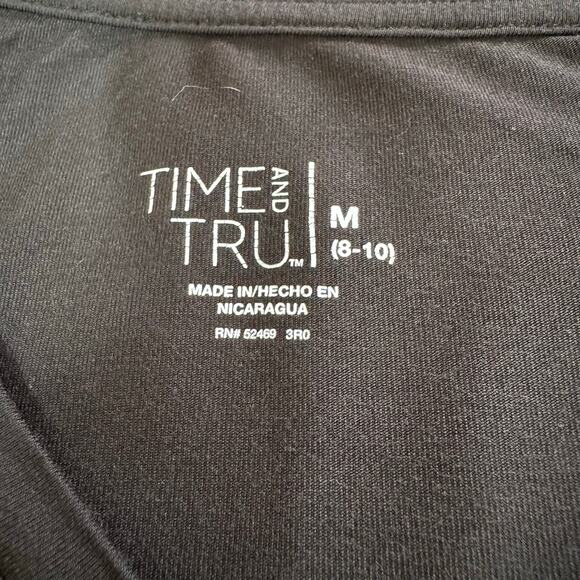 TIME AND
TRU™
M
(8-10)
MADE IN/HECHO EN
NICARAGUA
RN# 52469 3R0